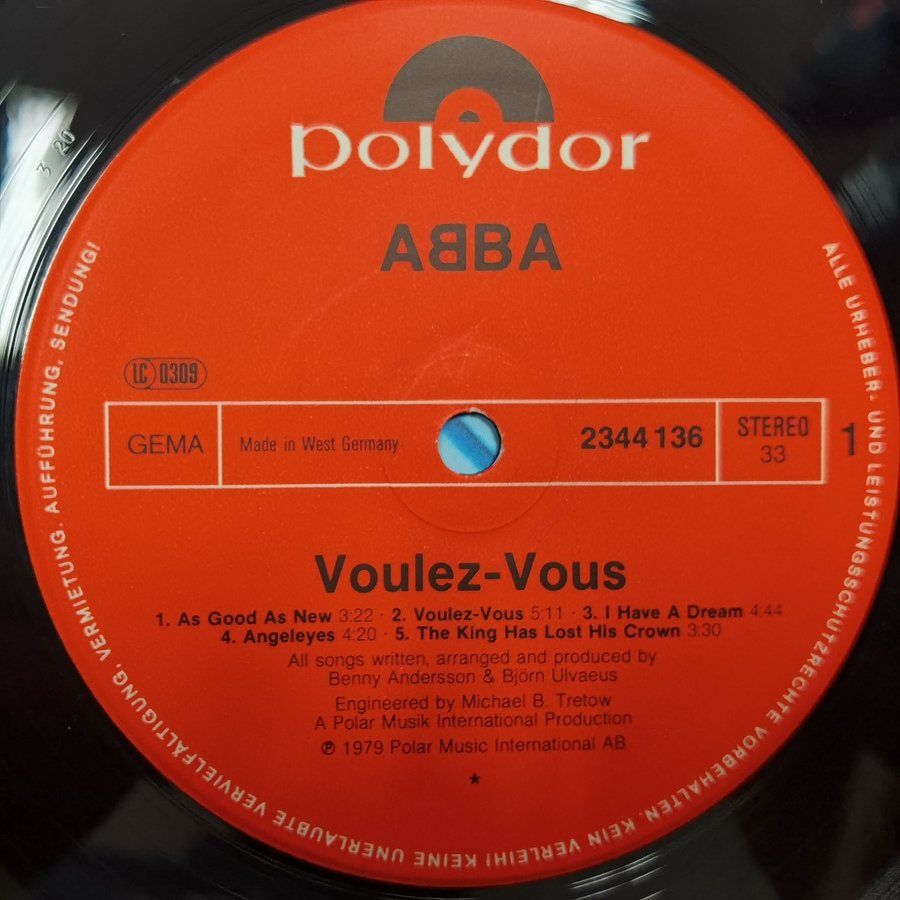 polydor
ABBA
LC 0309
GEMA
Made in West Germany
2344 136
STEREO
33
1
Voulez-Vous
1. As Good As New 3:22 · 2. Voulez-Vous 5:11 · 3. I Have A Dream 4:44
4. Angeleyes 4:20 · 5. The King Has Lost His Crown 3:30
All songs written, arranged and produced by
Benny Andersson & Björn Ulvaeus
Engineered by Michael B. Tretow
A Polar Musik International Production
℗ 1979 Polar Music International AB
*
ALLE URHEBER- UND LEISTUNGSSCHUTZRECHTE VORBEHALTEN. KEIN VERLEIH! KEINE UNERLAUBTE VERVIELFÄLTIGUNG, VERMIETUNG, AUFFÜHRUNG, SENDUNG!
3 20